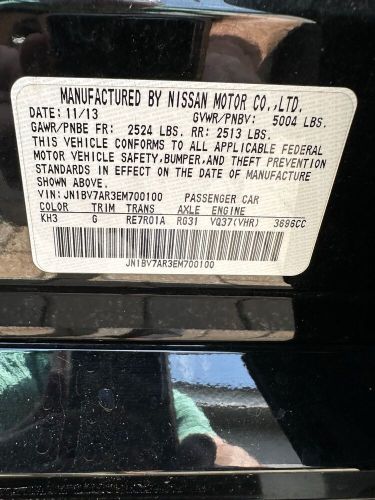 MANUFACTURED BY NISSAN MOTOR CO.,LTD.
DATE: 11/13 GVWR/PNBV: 5004 LBS.
GAWR/PNBE FR: 2524 LBS. RR: 2513 LBS.
THIS VEHICLE CONFORMS TO ALL APPLICABLE FEDERAL
MOTOR VEHICLE SAFETY,BUMPER,AND THEFT PREVENTION
STANDARDS IN EFFECT ON THE DATE OF MANUFACTURE
SHOWN ABOVE.
VIN: JN1BV7AR3EM700100 PASSENGER CAR
COLOR TRIM TRANS AXLE ENGINE
KH3 G RE7R01A RG31 VQ37(VHR) 3696CC
JN1BV7AR3EM700100